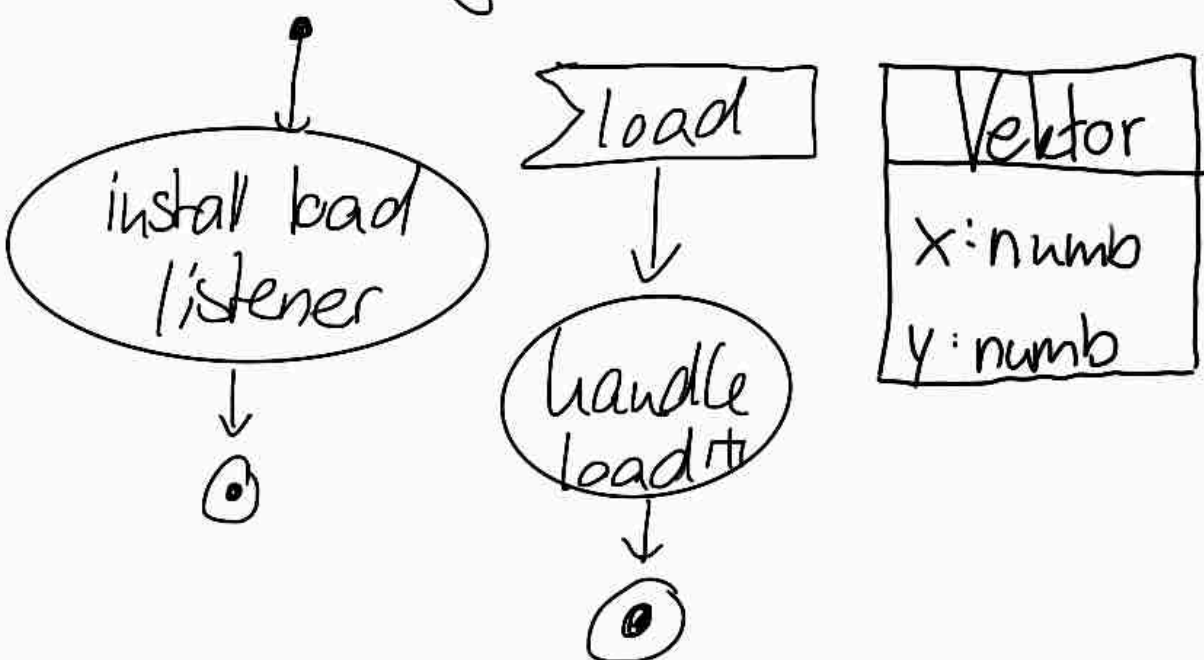 install load
listener
load
handle
load
Vektor
x:numb
y:numb